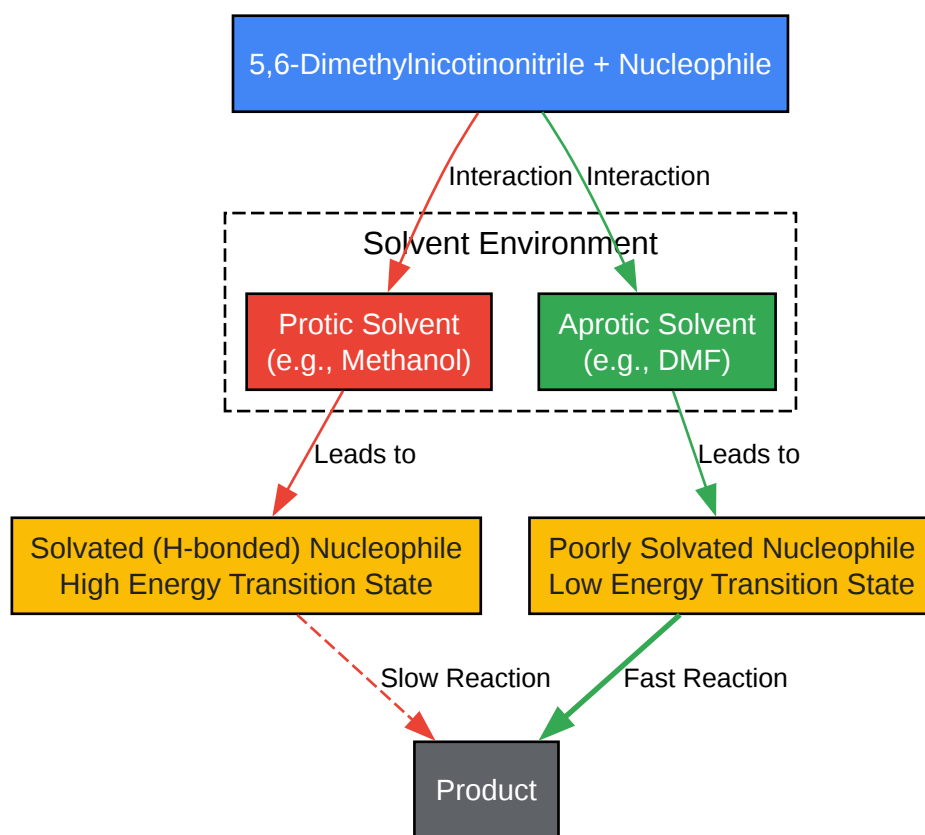 5,6-Dimethylnicotinonitrile + Nucleophile
Interaction
Interaction
Solvent Environment
Protic Solvent
(e.g., Methanol)
Aprotic Solvent
(e.g., DMF)
Leads to
Leads to
Solvated (H-bonded) Nucleophile
High Energy Transition State
Poorly Solvated Nucleophile
Low Energy Transition State
Slow Reaction
Fast Reaction
Product